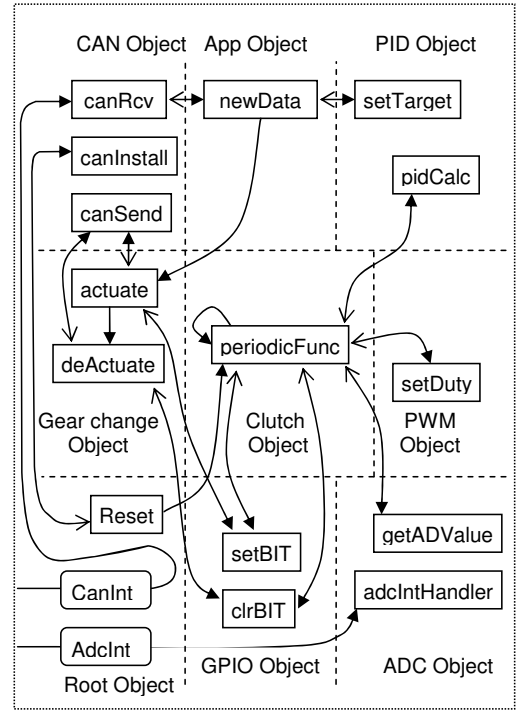 CAN Object App Object PID Object
canRcv newData setTarget
canInstall
pidCalc
canSend
actuate
periodicFunc
deActuate
setDuty
Gear change Object
Clutch Object
PWM Object
Reset
getADValue
setBIT
CanInt
adcIntHandler
clrBIT
AdcInt
Root Object GPIO Object ADC Object